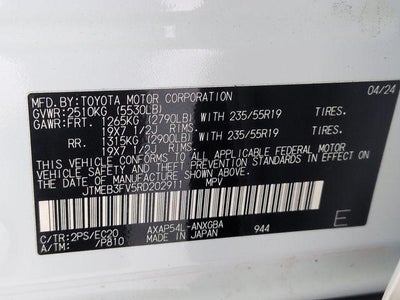 MFD.BY:TOYOTA MOTOR CORPORATION 04/24
GVWR:2510KG (5530LB)
GAWR:FRT. 1265KG (2790LB) WITH 235/55R19 TIRES.
19X7 1/2J RIMS.
RR. 1315KG (2900LB) WITH 235/55R19 TIRES.
19X7 1/2J RIMS.
THIS VEHICLE CONFORMS TO ALL APPLICABLE FEDERAL MOTOR
VEHICLE SAFETY, BUMPER, AND THEFT PREVENTION STANDARDS IN
EFFECT ON THE DATE OF MANUFACTURE SHOWN ABOVE.
JTMEB3FV5RD202911 MPV
C/TR:2PS/EC20 AXAP54L-ANXGBA 944 E
A/TM: /P810 MADE IN JAPAN